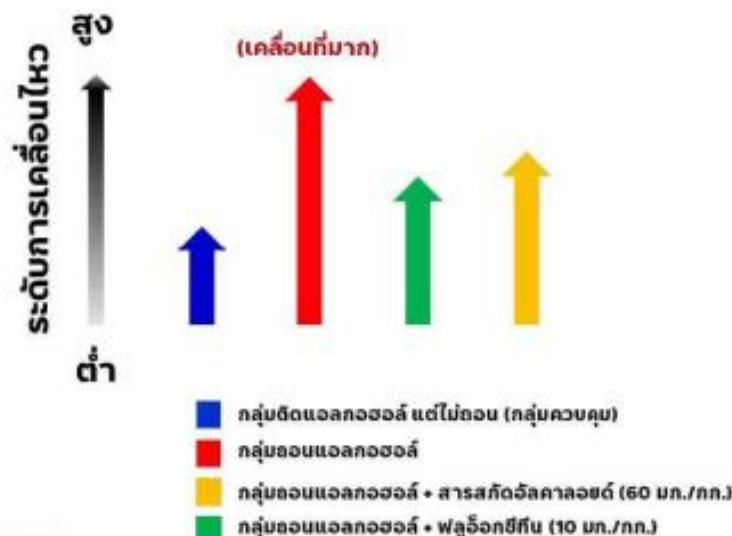 สูง
(เคลื่อนที่มาก)
ระดับการเคลื่อนไหว
ต่ำ
กลุ่มติดแอลกอฮอล์ แต่ไม่ถอน (กลุ่มควบคุม)
กลุ่มถอนแอลกอฮอล์
กลุ่มถอนแอลกอฮอล์ + สารสกัดอัลคาลอยด์ (60 มก./กก.)
กลุ่มถอนแอลกอฮอล์ + ฟลูอ็อกซีทีน (10 มก./กก.)